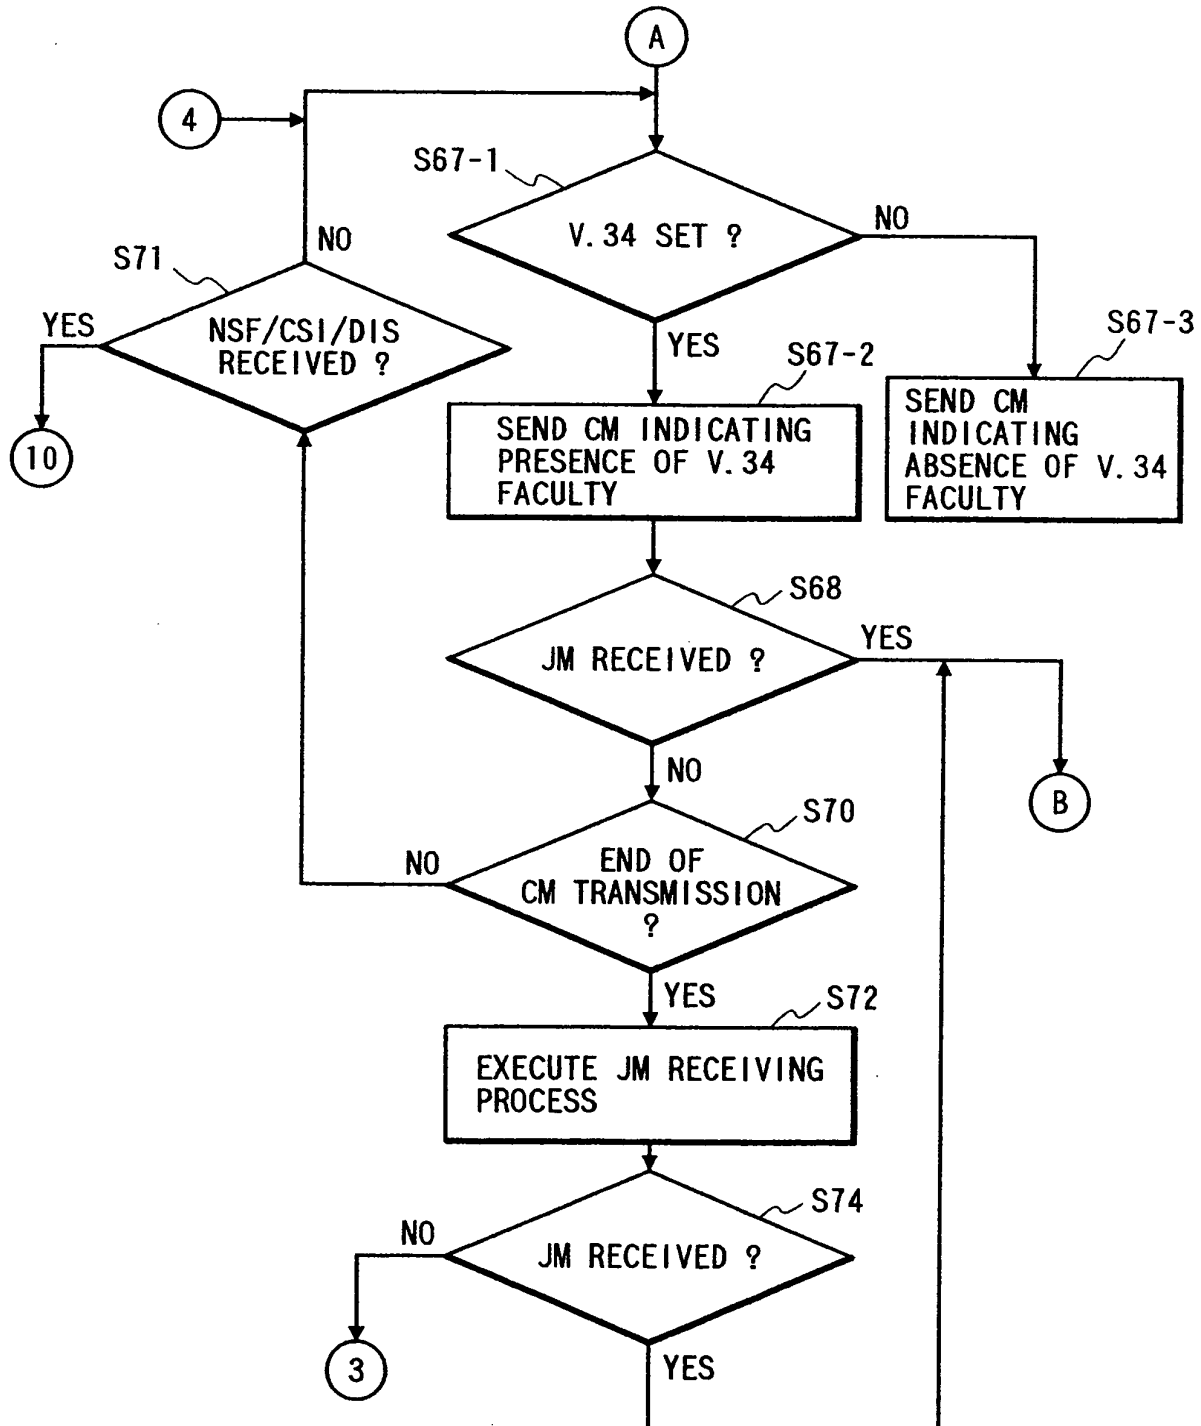 A
4
S67-1
V.34 SET ?
NO
NO
S71
NSF/CSI/DIS
RECEIVED ?
YES
10
YES
S67-2
SEND CM INDICATING
PRESENCE OF V.34
FACULTY
S67-3
SEND CM
INDICATING
ABSENCE OF V.34
FACULTY
S68
JM RECEIVED ?
YES
B
NO
S70
END OF
CM TRANSMISSION
?
NO
YES
S72
EXECUTE JM RECEIVING
PROCESS
S74
JM RECEIVED ?
NO
3
YES